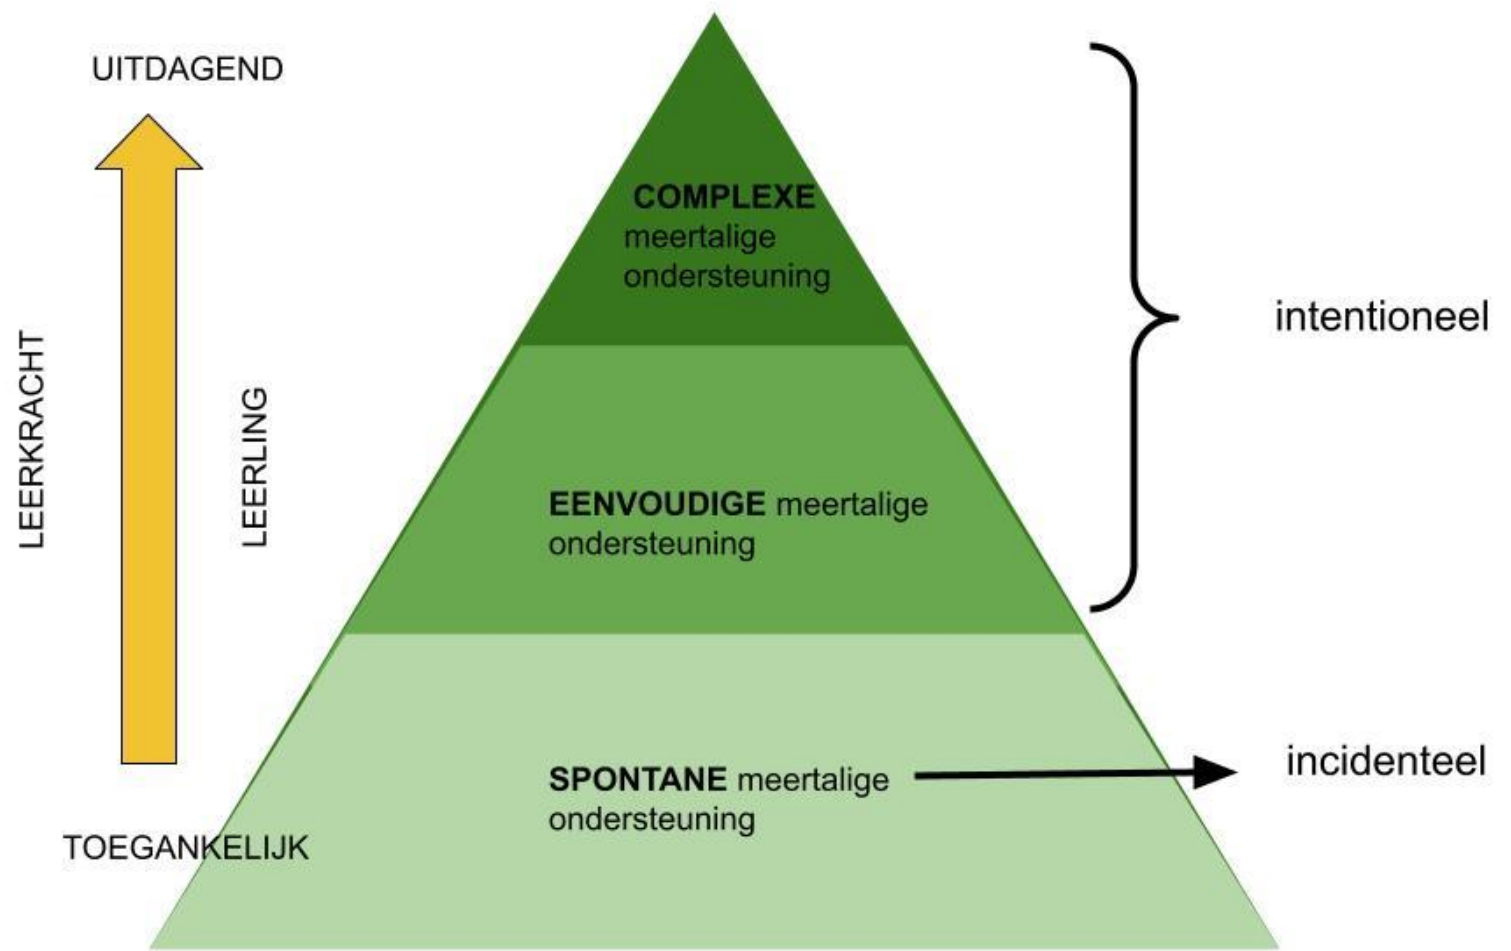 UITDAGEND
LEERKRACHT
LEERLING
TOEGANKELIJK
COMPLEXE
meertalige
ondersteuning
EENVOUDIGE meertalige
ondersteuning
SPONTANE meertalige
ondersteuning
intentioneel
incidenteel